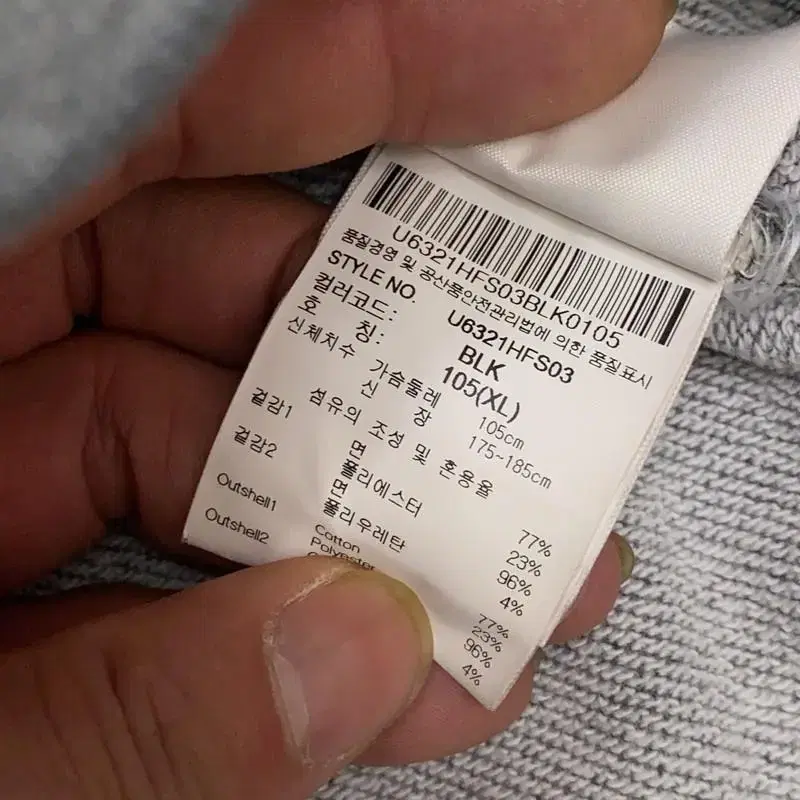 U6321HFS03BLK0105
품질경영 및 공산품안전관리법에 의한 품질표시
STYLE NO. U6321HFS03
컬러코드: BLK
호 칭: 105(XL)
신체치수 가슴둘레 105cm
신 장 175~185cm
섬유의 조성 및 혼용율
겉감1 면 77%
폴리에스터 23%
겉감2 면 96%
폴리우레탄 4%
Outshell1 Cotton 77%
Polyester 23%
Outshell2 96%
4%